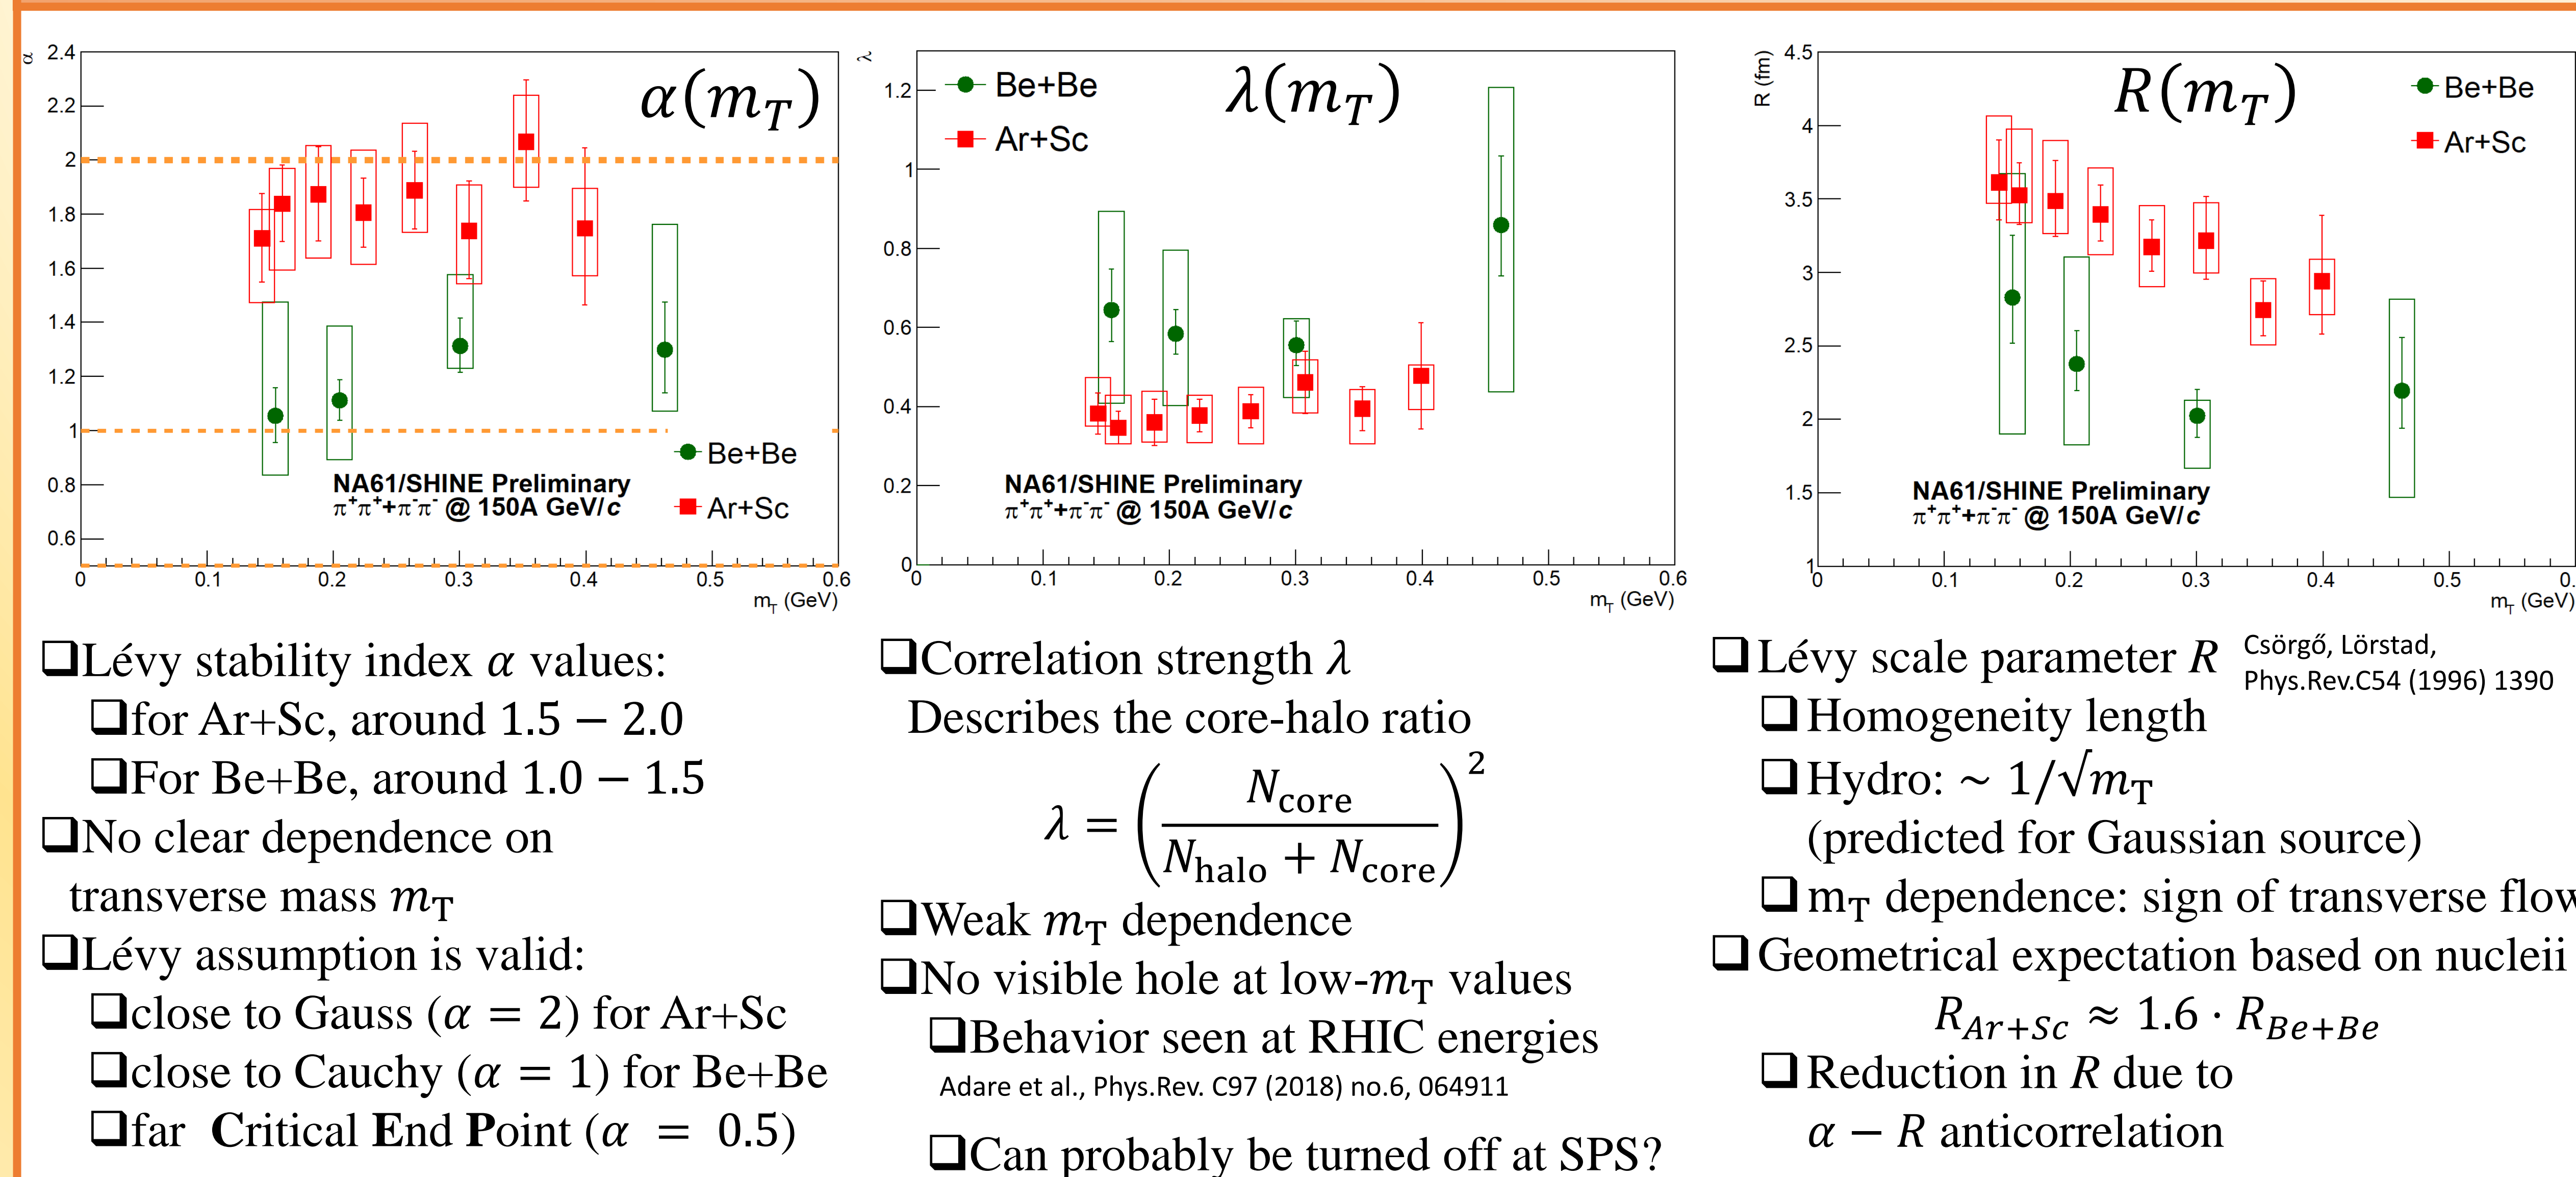 α
2.4
2.2
2
1.8
1.6
1.4
1.2
1
0.8
0.6
α(m_T)
Be+Be
Ar+Sc
NA61/SHINE Preliminary
π⁺π⁺+π⁻π⁻ @ 150A GeV/c
0 0.1 0.2 0.3 0.4 0.5 0.6
m_T (GeV)
λ
1.2
1
0.8
0.6
0.4
0.2
0
Be+Be
Ar+Sc
λ(m_T)
NA61/SHINE Preliminary
π⁺π⁺+π⁻π⁻ @ 150A GeV/c
0 0.1 0.2 0.3 0.4 0.5 0.6
m_T (GeV)
R (fm)
4.5
4
3.5
3
2.5
2
1.5
1
R(m_T)
Be+Be
Ar+Sc
NA61/SHINE Preliminary
π⁺π⁺+π⁻π⁻ @ 150A GeV/c
0 0.1 0.2 0.3 0.4 0.5 0.
m_T (GeV)
❑Lévy stability index α values:
❑for Ar+Sc, around 1.5 − 2.0
❑For Be+Be, around 1.0 − 1.5
❑No clear dependence on
transverse mass m_T
❑Lévy assumption is valid:
❑close to Gauss (α = 2) for Ar+Sc
❑close to Cauchy (α = 1) for Be+Be
❑far Critical End Point (α = 0.5)
❑Correlation strength λ
Describes the core-halo ratio
λ = (N_core / (N_halo + N_core))²
❑Weak m_T dependence
❑No visible hole at low-m_T values
❑Behavior seen at RHIC energies
Adare et al., Phys.Rev. C97 (2018) no.6, 064911
❑Can probably be turned off at SPS?
❑Lévy scale parameter R
Csörgő, Lörstad,
Phys.Rev.C54 (1996) 1390
❑Homogeneity length
❑Hydro: ~ 1/√m_T
(predicted for Gaussian source)
❑m_T dependence: sign of transverse flow
❑Geometrical expectation based on nucleii
R_Ar+Sc ≈ 1.6 · R_Be+Be
❑Reduction in R due to
α − R anticorrelation